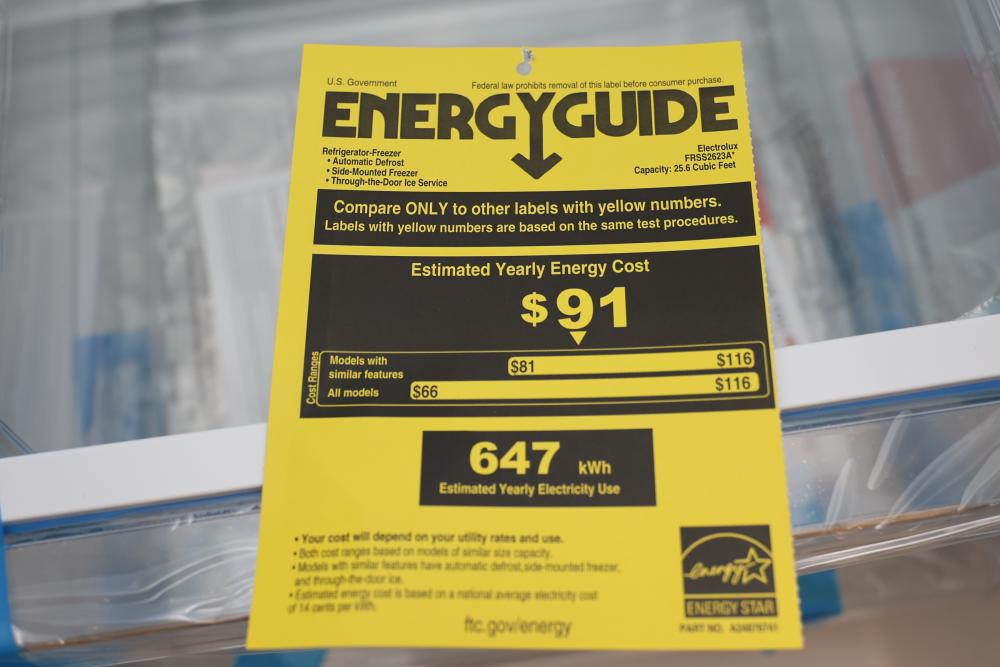 U.S. Government
Federal law prohibits removal of this label before consumer purchase.
ENERGYGUIDE
Refrigerator-Freezer
• Automatic Defrost
• Side-Mounted Freezer
• Through-the-Door Ice Service
Electrolux
FRSS2623A*
Capacity: 25.6 Cubic Feet
Compare ONLY to other labels with yellow numbers.
Labels with yellow numbers are based on the same test procedures.
Estimated Yearly Energy Cost
$91
Cost Ranges
Models with
similar features
$81
$116
All models
$66
$116
647 kWh
Estimated Yearly Electricity Use
• Your cost will depend on your utility rates and use.
• Both cost ranges based on models of similar size capacity.
• Models with similar features have automatic defrost,side-mounted freezer,
and through-the-door ice.
• Estimated energy cost is based on a national average electricity cost
of 14 cents per kWh.
ftc.gov/energy
energy
ENERGY STAR
PART NO.